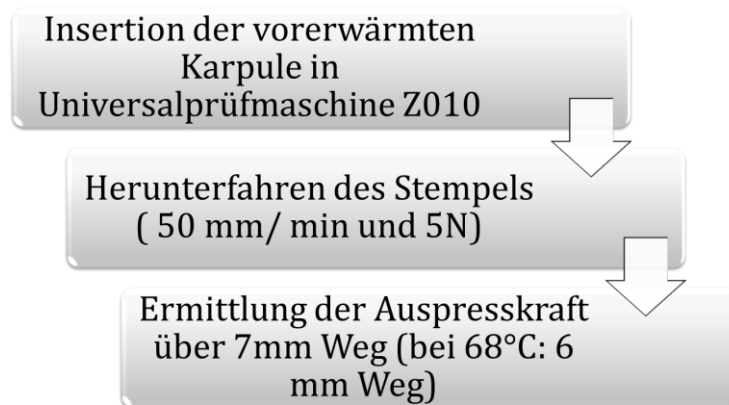 Insertion der vorerwärmten
Karpule in
Universalprüfmaschine Z010
Herunterfahren des Stempels
( 50 mm/ min und 5N)
Ermittlung der Auspresskraft
über 7mm Weg (bei 68°C: 6
mm Weg)